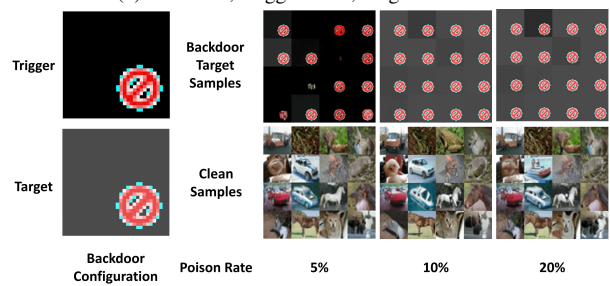 Trigger
Backdoor
Target
Samples
Target
Clean
Samples
Backdoor
Configuration
Poison Rate
5%
10%
20%